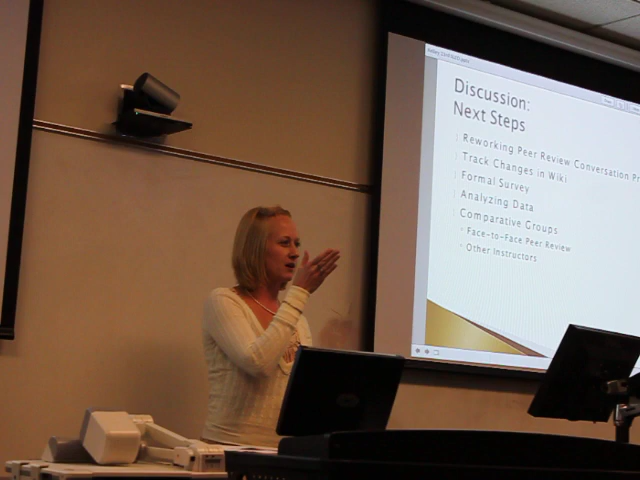 Discussion:
Next Steps
Reworking Peer Review Conversation Pr
Track Changes in Wiki
Formal Survey
Analyzing Data
Comparative Groups
Face-to-Face Peer Review
Other Instructors